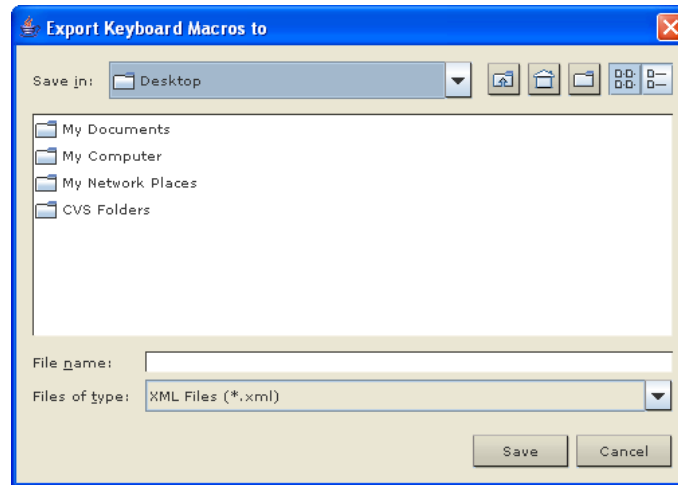 Export Keyboard Macros to
Save in: Desktop
My Documents
My Computer
My Network Places
CVS Folders
File name:
Files of type: XML Files (*.xml)
Save Cancel